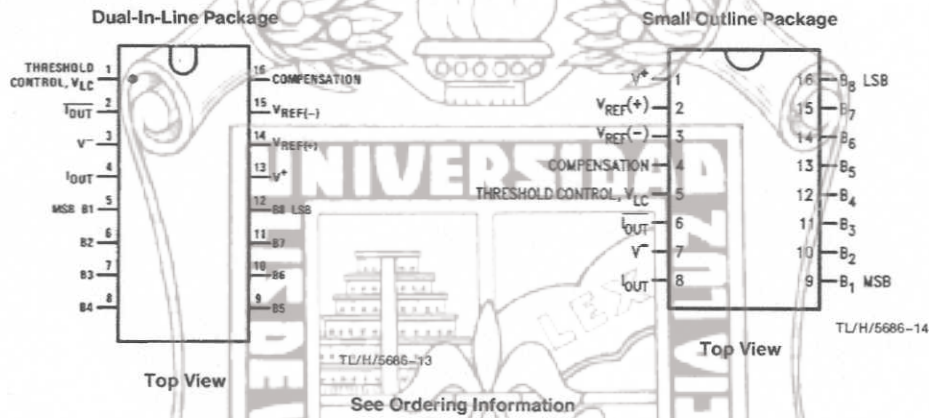 Dual-In-Line Package
THRESHOLD
CONTROL, VLC
1
IOUT
2
V−
3
IOUT
4
MSB B1
5
B2
6
B3
7
B4
8
16
COMPENSATION
15
VREF(−)
14
VREF(+)
13
V+
12
B8 LSB
11
B7
10
B6
9
B5
TL/H/5686-13
Top View
Small Outline Package
V+ 1
VREF(+) 2
VREF(−) 3
COMPENSATION 4
THRESHOLD CONTROL, VLC 5
IOUT 6
V− 7
IOUT 8
16 B8 LSB
15 B7
14 B6
13 B5
12 B4
11 B3
10 B2
9 B1 MSB
TL/H/5686-14
Top View
See Ordering Information
UNIVERSIDAD
LEX